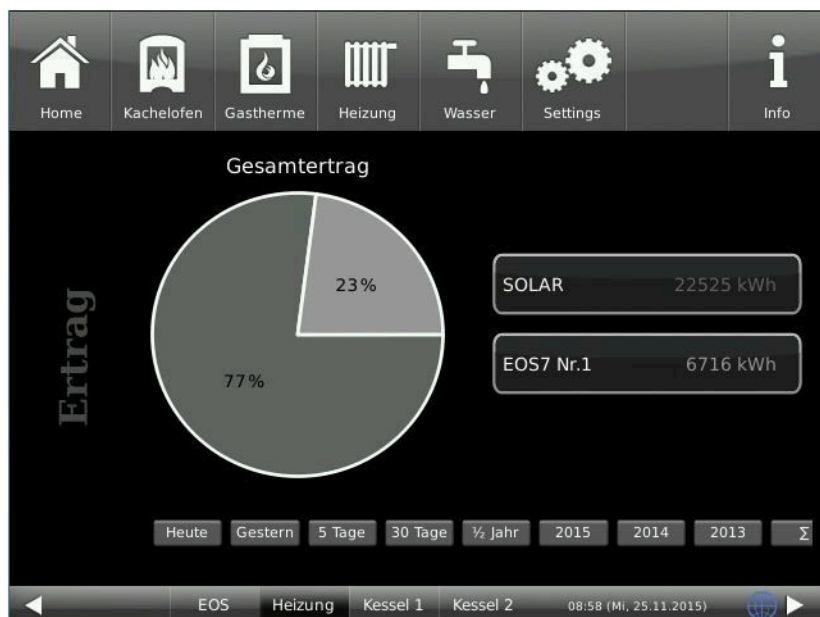 Home Kachelofen Gastherme Heizung Wasser Settings Info
Gesamtertrag
Ertrag
23%
77%
SOLAR 22525 kWh
EOS7 Nr.1 6716 kWh
Heute Gestern 5 Tage 30 Tage ½ Jahr 2015 2014 2013 Σ
EOS Heizung Kessel 1 Kessel 2 08:58 (Mi, 25.11.2015)